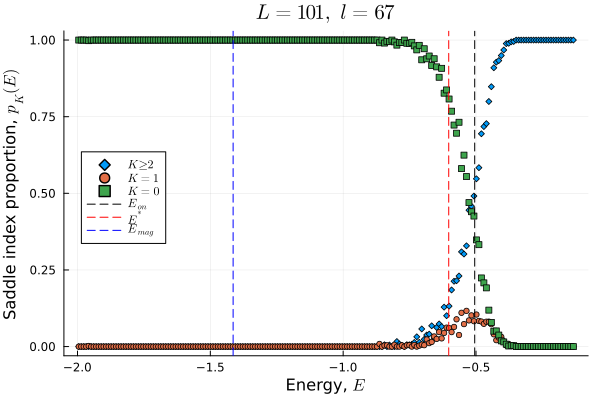 L = 101, l = 67
Saddle index proportion, p_K(E)
1.00
0.75
0.50
0.25
0.00
K≥2
K = 1
K = 0
E_on
E*
E_mag
−2.0 −1.5 −1.0 −0.5
Energy, E